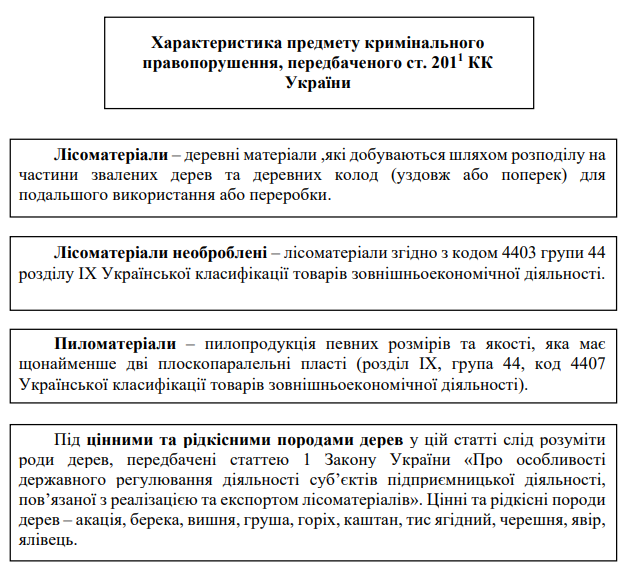 Характеристика предмету кримінального
правопорушення, передбаченого ст. 201¹ КК
України
Лісоматеріали – деревні матеріали ,які добуваються шляхом розподілу на
частини звалених дерев та деревних колод (уздовж або поперек) для
подальшого використання або переробки.
Лісоматеріали необроблені – лісоматеріали згідно з кодом 4403 групи 44
розділу IX Української класифікації товарів зовнішньоекономічної діяльності.
Пиломатеріали – пилопродукція певних розмірів та якості, яка має
щонайменше дві плоскопаралельні пласті (розділ IX, група 44, код 4407
Української класифікації товарів зовнішньоекономічної діяльності).
Під цінними та рідкісними породами дерев у цій статті слід розуміти
роди дерев, передбачені статтею 1 Закону України «Про особливості
державного регулювання діяльності суб’єктів підприємницької діяльності,
пов’язаної з реалізацією та експортом лісоматеріалів». Цінні та рідкісні породи
дерев – акація, берека, вишня, груша, горіх, каштан, тис ягідний, черешня, явір,
ялівець.